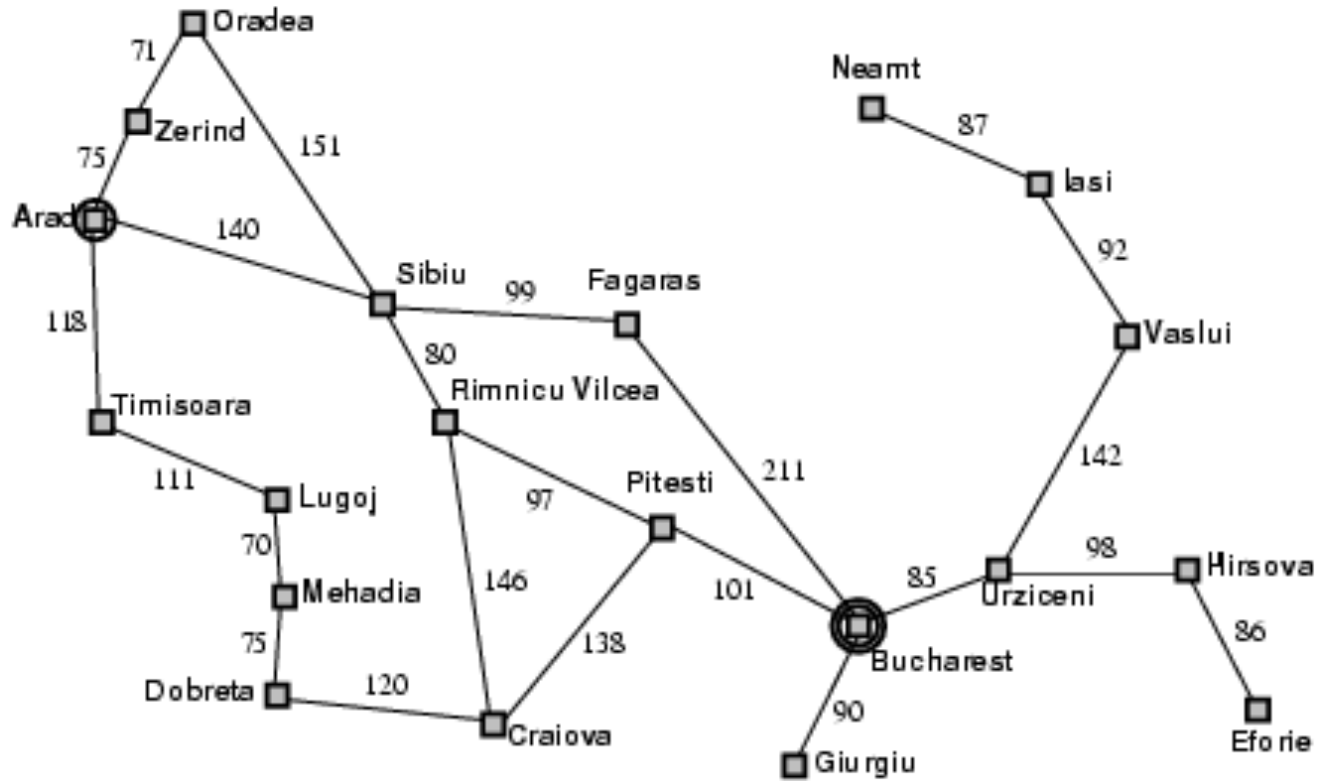 Oradea
71
Neamt
87
Zerind
151
75
Iasi
Arad
140
92
Sibiu
Fagaras
99
118
Vaslui
80
Rimnicu Vilcea
Timisoara
142
111
211
Lugoj
97
Pitesti
70
98
Hirsova
146
101
85
Mehadia
Urziceni
75
138
86
Bucharest
Dobreta
120
90
Craiova
Eforie
Giurgiu